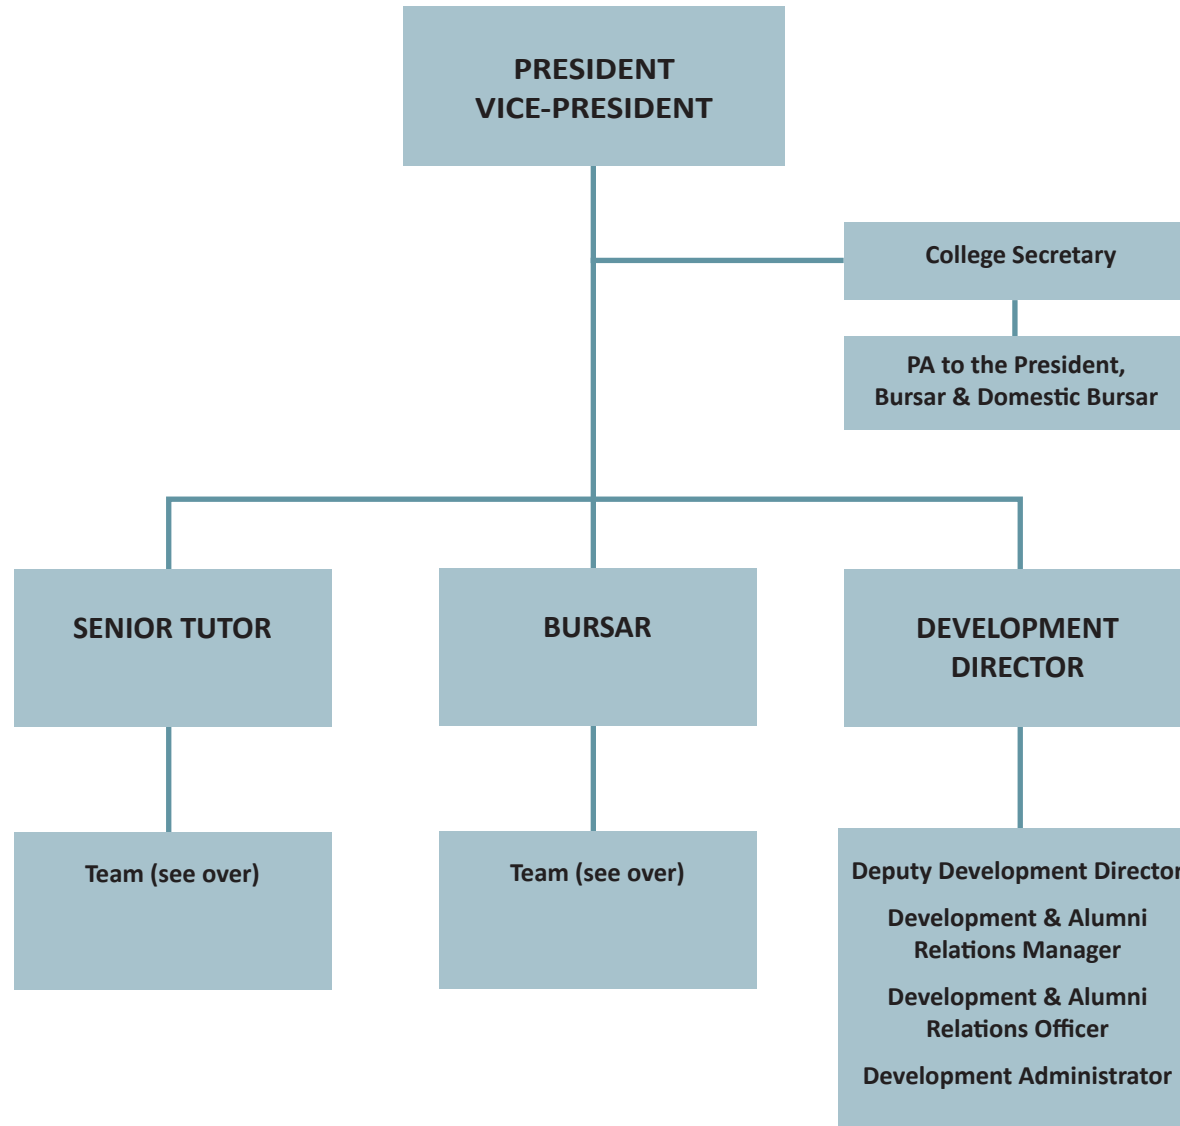 PRESIDENT
VICE-PRESIDENT
College Secretary
PA to the President,
Bursar & Domestic Bursar
SENIOR TUTOR
BURSAR
DEVELOPMENT
DIRECTOR
Team (see over)
Team (see over)
Deputy Development Director
Development & Alumni
Relations Manager
Development & Alumni
Relations Officer
Development Administrator